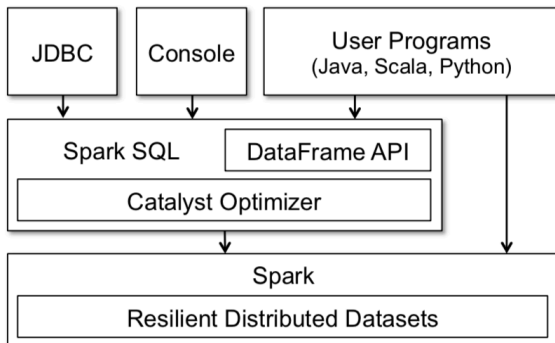 JDBC
Console
User Programs
(Java, Scala, Python)
Spark SQL
DataFrame API
Catalyst Optimizer
Spark
Resilient Distributed Datasets